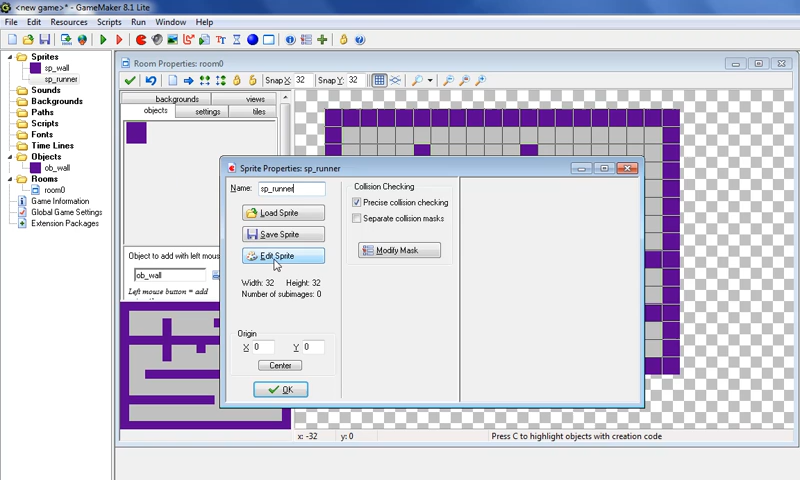 <new game>* - GameMaker 8.1 Lite
File Edit Resources Scripts Run Window Help
Sprites
sp_wall
sp_runner
Sounds
Backgrounds
Paths
Scripts
Fonts
Time Lines
Objects
ob_wall
Rooms
room0
Game Information
Global Game Settings
Extension Packages
Room Properties: room0
Snap X: 32 Snap Y: 32
backgrounds views
objects settings tiles
Object to add with left mous
ob_wall
Left mouse button = add
x: -32 y: 0 Press C to highlight objects with creation code
Sprite Properties: sp_runner
Name: sp_runner
Load Sprite
Save Sprite
Edit Sprite
Width: 32 Height: 32
Number of subimages: 0
Origin
X 0 Y 0
Center
OK
Collision Checking
Precise collision checking
Separate collision masks
Modify Mask